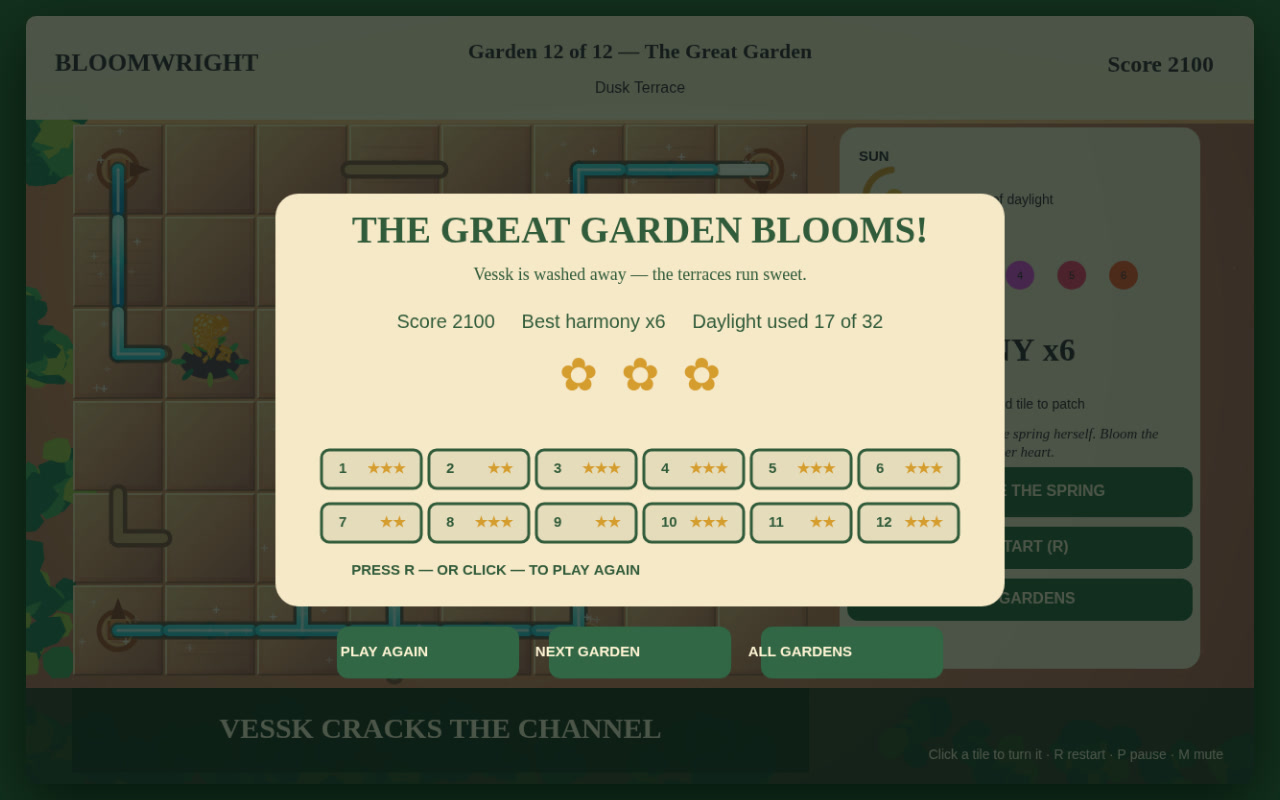 BLOOMWRIGHT
Garden 12 of 12 — The Great Garden
Dusk Terrace
Score 2100
SUN
of daylight
4 5 6
THE GREAT GARDEN BLOOMS!
Vessk is washed away — the terraces run sweet.
Score 2100 Best harmony x6 Daylight used 17 of 32
NY x6
d tile to patch
spring herself. Bloom the
er heart.
1 ★★★ 2 ★★ 3 ★★★ 4 ★★★ 5 ★★★ 6 ★★★
7 ★★ 8 ★★★ 9 ★★ 10 ★★★ 11 ★★ 12 ★★★
THE SPRING
TART (R)
GARDENS
PRESS R — OR CLICK — TO PLAY AGAIN
PLAY AGAIN NEXT GARDEN ALL GARDENS
VESSK CRACKS THE CHANNEL
Click a tile to turn it · R restart · P pause · M mute